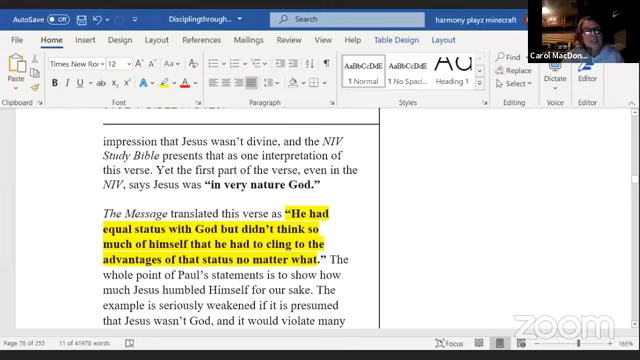 AutoSave
Off
Disciplingthrough...
Search
harmony playz minecraft
Carol MacDon...
File Home Insert Draw Design Layout References Mailings Review View Help Table Design Layout
Paste
Times New Ro
12
AaBbCcDc AaBbCcDc AaC
¶ Normal ¶ No Spaci... Heading 1
Find
Replace
Select
Dictate Editor
Clipboard Font Paragraph Styles Editing Voice Editor
impression that Jesus wasn't divine, and the NIV
Study Bible presents that as one interpretation of
this verse. Yet the first part of the verse, even in the
NIV, says Jesus was “in very nature God.”
The Message translated this verse as “He had
equal status with God but didn't think so
much of himself that he had to cling to the
advantages of that status no matter what.” The
whole point of Paul's statements is to show how
much Jesus humbled Himself for our sake. The
example is seriously weakened if it is presumed
that Jesus wasn't God, and it would violate many
zoom
Page 78 of 255 11 of 41978 words
Focus
165%